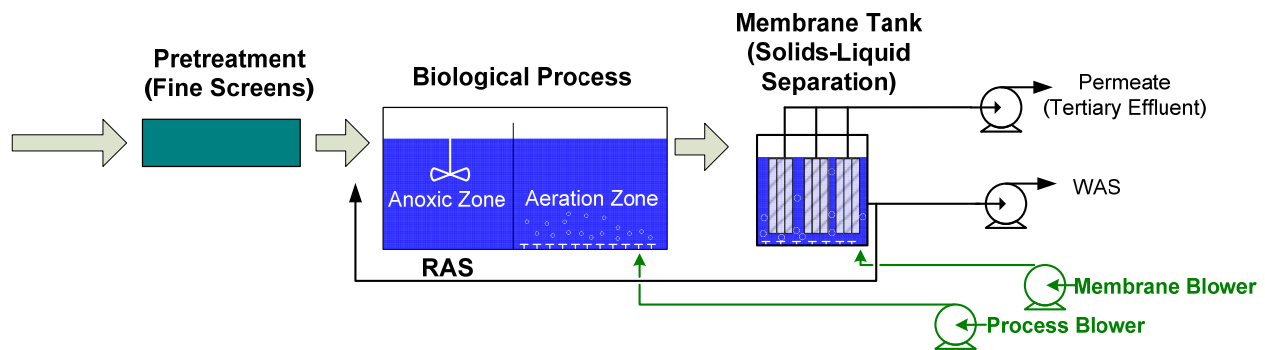 Pretreatment
(Fine Screens)
Biological Process
Membrane Tank
(Solids-Liquid
Separation)
Permeate
(Tertiary Effluent)
Anoxic Zone
Aeration Zone
WAS
RAS
Membrane Blower
Process Blower